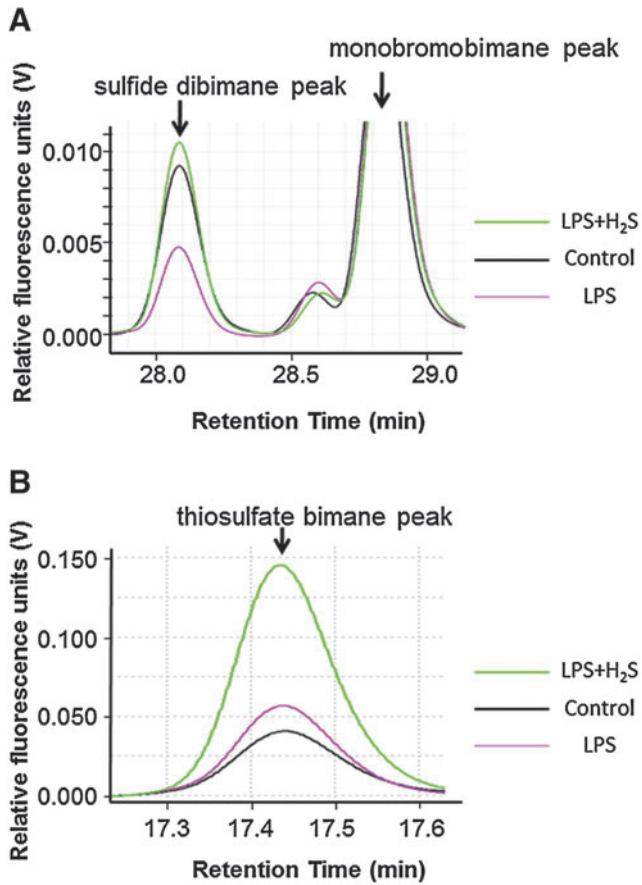 A
monobromobimane peak
sulfide dibimane peak
Relative fluorescence units (V)
0.010
0.005
0.000
28.0
28.5
29.0
Retention Time (min)
LPS+H₂S
Control
LPS
B
thiosulfate bimane peak
Relative fluorescence units (V)
0.150
0.100
0.050
0.000
17.3
17.4
17.5
17.6
Retention Time (min)
LPS+H₂S
Control
LPS